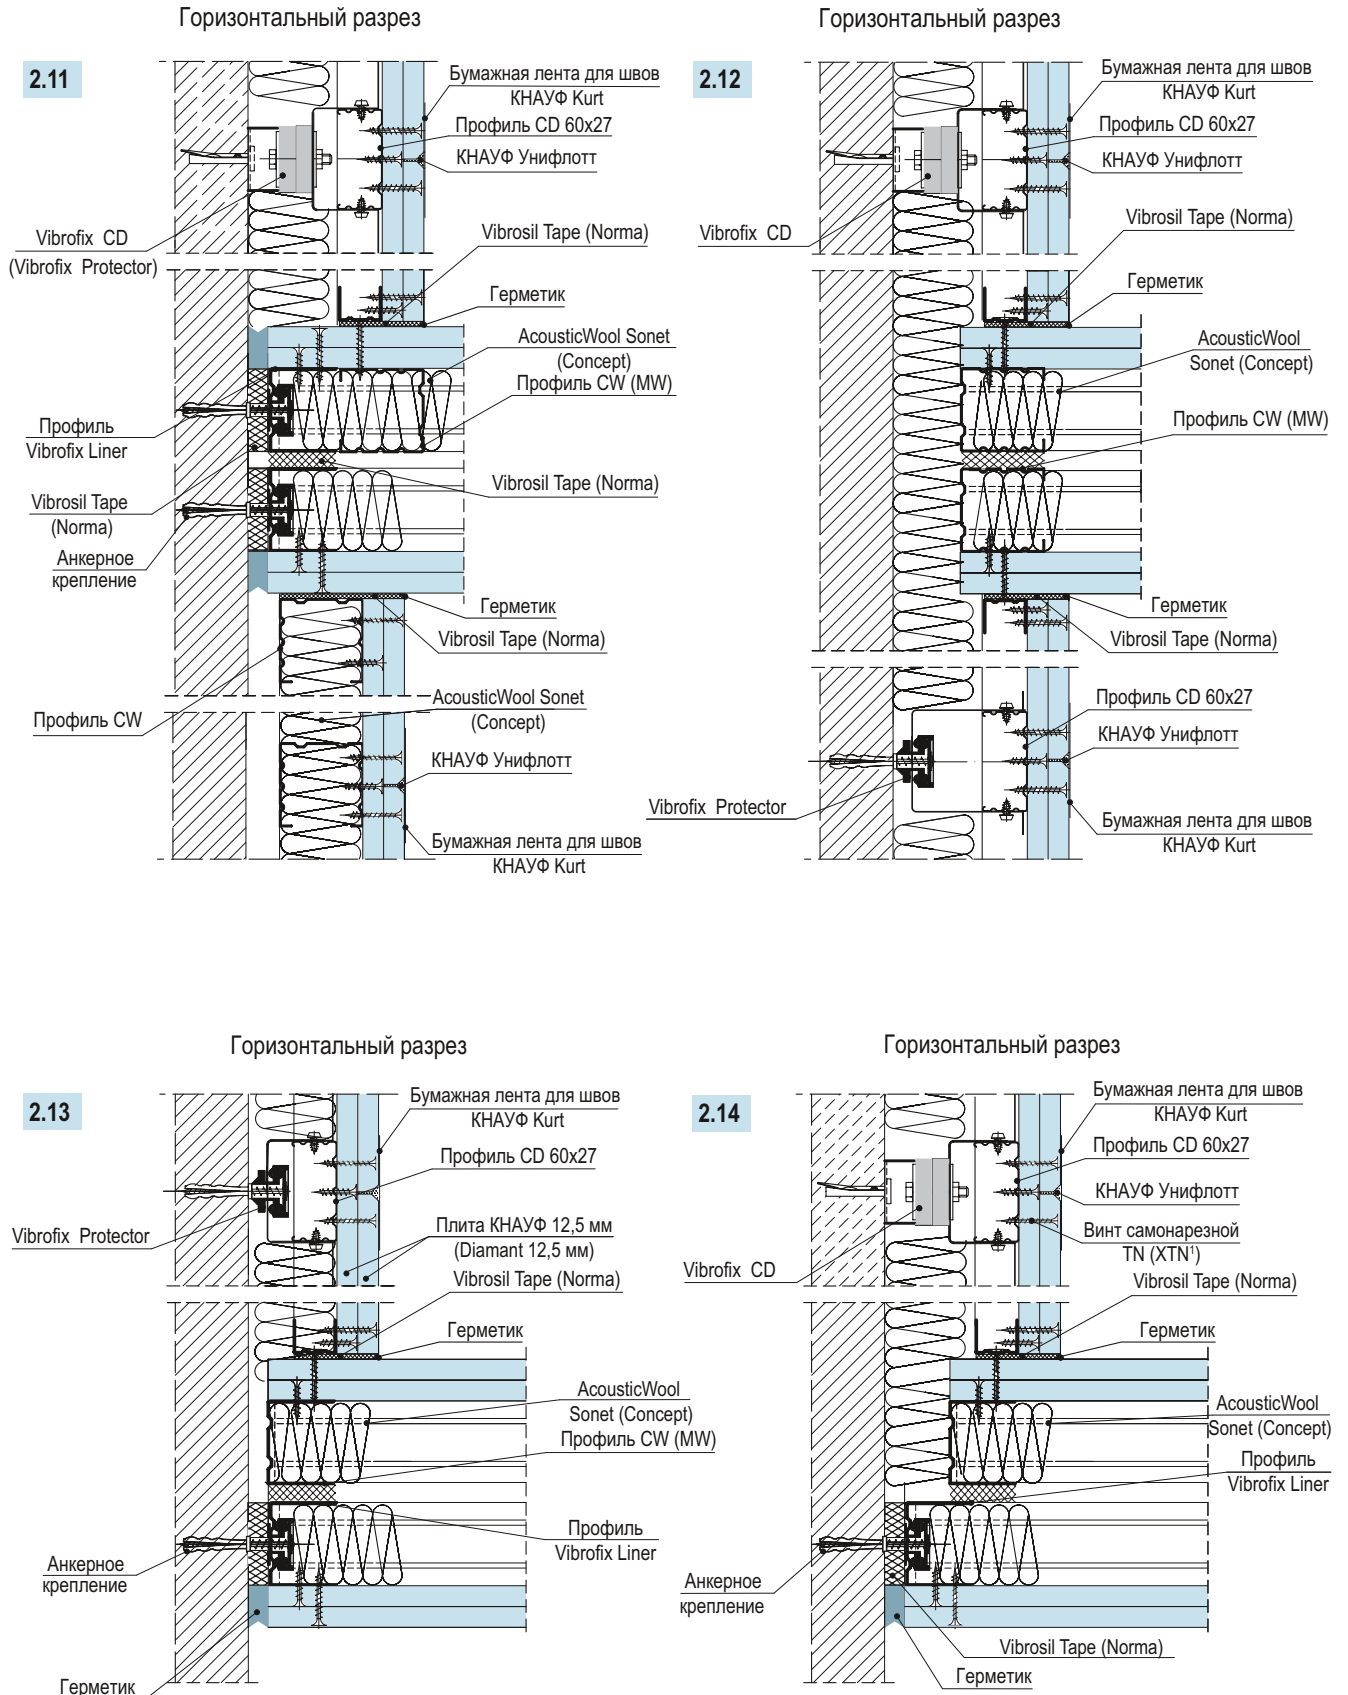 Горизонтальный разрез
2.11
Бумажная лента для швов
КНАУФ Kurt
Профиль CD 60x27
КНАУФ Унифлотт
Vibrofix CD
(Vibrofix Protector)
Vibrosil Tape (Norma)
Герметик
AcousticWool Sonet
(Concept)
Профиль CW (MW)
Профиль
Vibrofix Liner
Vibrosil Tape (Norma)
Vibrosil Tape
(Norma)
Анкерное
крепление
Герметик
Vibrosil Tape (Norma)
AcousticWool Sonet
(Concept)
Профиль CW
КНАУФ Унифлотт
Бумажная лента для швов
КНАУФ Kurt
Горизонтальный разрез
2.12
Бумажная лента для швов
КНАУФ Kurt
Профиль CD 60x27
КНАУФ Унифлотт
Vibrosil Tape (Norma)
Vibrofix CD
Герметик
AcousticWool
Sonet (Concept)
Профиль CW (MW)
Герметик
Vibrosil Tape (Norma)
Профиль CD 60x27
КНАУФ Унифлотт
Vibrofix Protector
Бумажная лента для швов
КНАУФ Kurt
Горизонтальный разрез
2.13
Бумажная лента для швов
КНАУФ Kurt
Профиль CD 60x27
Vibrofix Protector
Плита КНАУФ 12,5 мм
(Diamant 12,5 мм)
Vibrosil Tape (Norma)
Герметик
AcousticWool
Sonet (Concept)
Профиль CW (MW)
Профиль
Vibrofix Liner
Анкерное
крепление
Герметик
Горизонтальный разрез
2.14
Бумажная лента для швов
КНАУФ Kurt
Профиль CD 60x27
КНАУФ Унифлотт
Винт самонарезной
TN (XTN¹)
Vibrofix CD
Vibrosil Tape (Norma)
Герметик
AcousticWool
Sonet (Concept)
Профиль
Vibrofix Liner
Анкерное
крепление
Vibrosil Tape (Norma)
Герметик